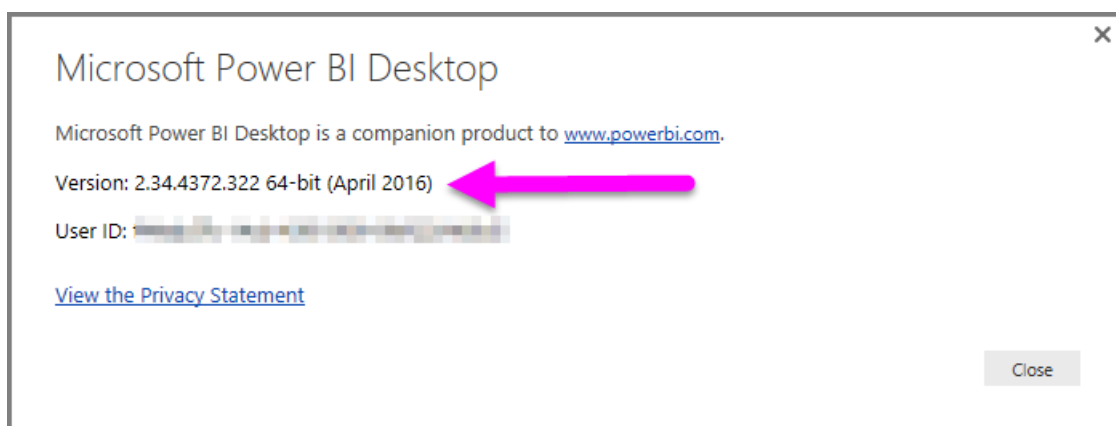 Microsoft Power BI Desktop
Microsoft Power BI Desktop is a companion product to www.powerbi.com.
Version: 2.34.4372.322 64-bit (April 2016)
User ID:
View the Privacy Statement
Close